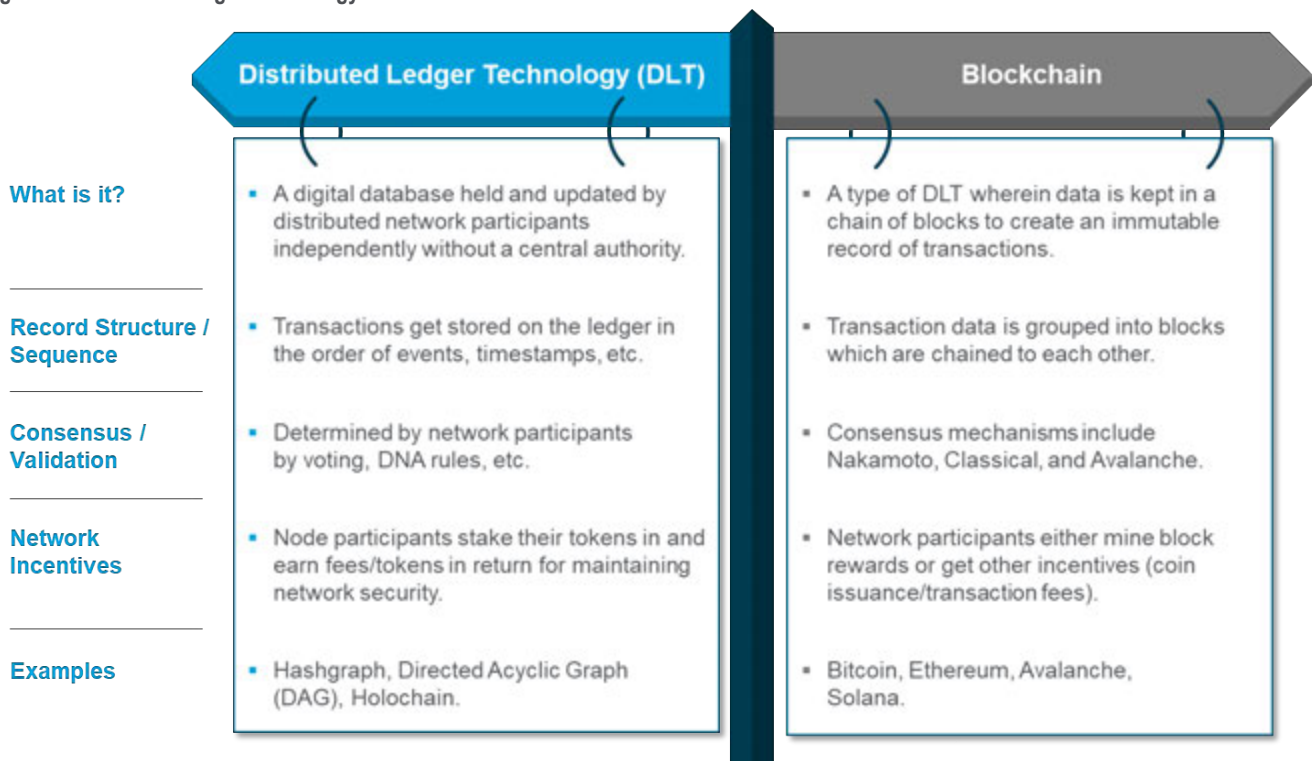 Distributed Ledger Technology (DLT)
Blockchain
What is it?
▪ A digital database held and updated by
distributed network participants
independently without a central authority.
▪ A type of DLT wherein data is kept in a
chain of blocks to create an immutable
record of transactions.
Record Structure /
Sequence
▪ Transactions get stored on the ledger in
the order of events, timestamps, etc.
▪ Transaction data is grouped into blocks
which are chained to each other.
Consensus /
Validation
▪ Determined by network participants
by voting, DNA rules, etc.
▪ Consensus mechanisms include
Nakamoto, Classical, and Avalanche.
Network
Incentives
▪ Node participants stake their tokens in and
earn fees/tokens in return for maintaining
network security.
▪ Network participants either mine block
rewards or get other incentives (coin
issuance/transaction fees).
Examples
▪ Hashgraph, Directed Acyclic Graph
(DAG), Holochain.
▪ Bitcoin, Ethereum, Avalanche,
Solana.